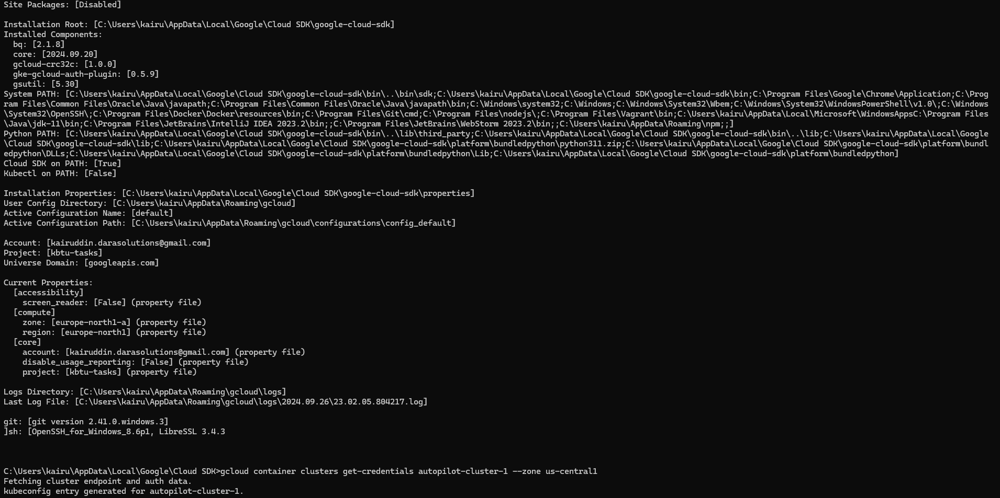 Site Packages: [Disabled]
Installation Root: [C:\Users\kairu\AppData\Local\Google\Cloud SDK\google-cloud-sdk]
Installed Components:
  bq: [2.1.8]
  core: [2024.09.20]
  gcloud-crc32c: [1.0.0]
  gke-gcloud-auth-plugin: [0.5.9]
  gsutil: [5.30]
System PATH: [C:\Users\kairu\AppData\Local\Google\Cloud SDK\google-cloud-sdk\bin\..\bin\sdk;C:\Users\kairu\AppData\Local\Google\Cloud SDK\google-cloud-sdk\bin;C:\Program Files\Google\Chrome\Application;C:\Prog
ram Files\Common Files\Oracle\Java\javapath;C:\Program Files\Common Files\Oracle\Java\javapath\bin;C:\Windows\system32;C:\Windows;C:\Windows\System32\Wbem;C:\Windows\System32\WindowsPowerShell\v1.0\;C:\Windows
\System32\OpenSSH\;C:\Program Files\Docker\Docker\resources\bin;C:\Program Files\Git\cmd;C:\Program Files\nodejs\;C:\Program Files\Vagrant\bin;C:\Users\kairu\AppData\Local\Microsoft\WindowsAppsC:\Program Files
\Java\jdk-11\bin;C:\Program Files\JetBrains\IntelliJ IDEA 2023.2\bin;;C:\Program Files\JetBrains\WebStorm 2023.2\bin;;C:\Users\kairu\AppData\Roaming\npm;;]
Python PATH: [C:\Users\kairu\AppData\Local\Google\Cloud SDK\google-cloud-sdk\bin\..\lib\third_party;C:\Users\kairu\AppData\Local\Google\Cloud SDK\google-cloud-sdk\bin\..\lib;C:\Users\kairu\AppData\Local\Google
\Cloud SDK\google-cloud-sdk\lib;C:\Users\kairu\AppData\Local\Google\Cloud SDK\google-cloud-sdk\platform\bundledpython\python311.zip;C:\Users\kairu\AppData\Local\Google\Cloud SDK\google-cloud-sdk\platform\bundl
edpython\DLLs;C:\Users\kairu\AppData\Local\Google\Cloud SDK\google-cloud-sdk\platform\bundledpython\Lib;C:\Users\kairu\AppData\Local\Google\Cloud SDK\google-cloud-sdk\platform\bundledpython]
Cloud SDK on PATH: [True]
Kubectl on PATH: [False]
Installation Properties: [C:\Users\kairu\AppData\Local\Google\Cloud SDK\google-cloud-sdk\properties]
User Config Directory: [C:\Users\kairu\AppData\Roaming\gcloud]
Active Configuration Name: [default]
Active Configuration Path: [C:\Users\kairu\AppData\Roaming\gcloud\configurations\config_default]
Account: [kairuddin.darasolutions@gmail.com]
Project: [kbtu-tasks]
Universe Domain: [googleapis.com]
Current Properties:
  [accessibility]
    screen_reader: [False] (property file)
  [compute]
    zone: [europe-north1-a] (property file)
    region: [europe-north1] (property file)
  [core]
    account: [kairuddin.darasolutions@gmail.com] (property file)
    disable_usage_reporting: [False] (property file)
    project: [kbtu-tasks] (property file)
Logs Directory: [C:\Users\kairu\AppData\Roaming\gcloud\logs]
Last Log File: [C:\Users\kairu\AppData\Roaming\gcloud\logs\2024.09.26\23.02.05.804217.log]
git: [git version 2.41.0.windows.3]
]sh: [OpenSSH_for_Windows_8.6p1, LibreSSL 3.4.3
C:\Users\kairu\AppData\Local\Google\Cloud SDK>gcloud container clusters get-credentials autopilot-cluster-1 --zone us-central1
Fetching cluster endpoint and auth data.
kubeconfig entry generated for autopilot-cluster-1.